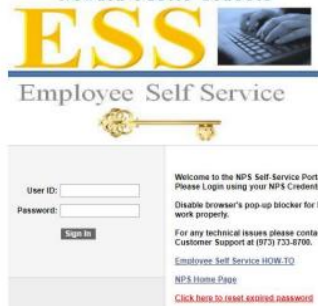 ESS
Employee Self Service
User ID:
Password:
Sign In
Welcome to the NPS Self-Service Port
Please Login using your NPS Credent
Disable browser's pop-up blocker for
work properly.
For any technical issues please conta
Customer Support at (973) 733-8700.
Employee Self Service HOW-TO
NPS Home Page
Click here to reset expired password